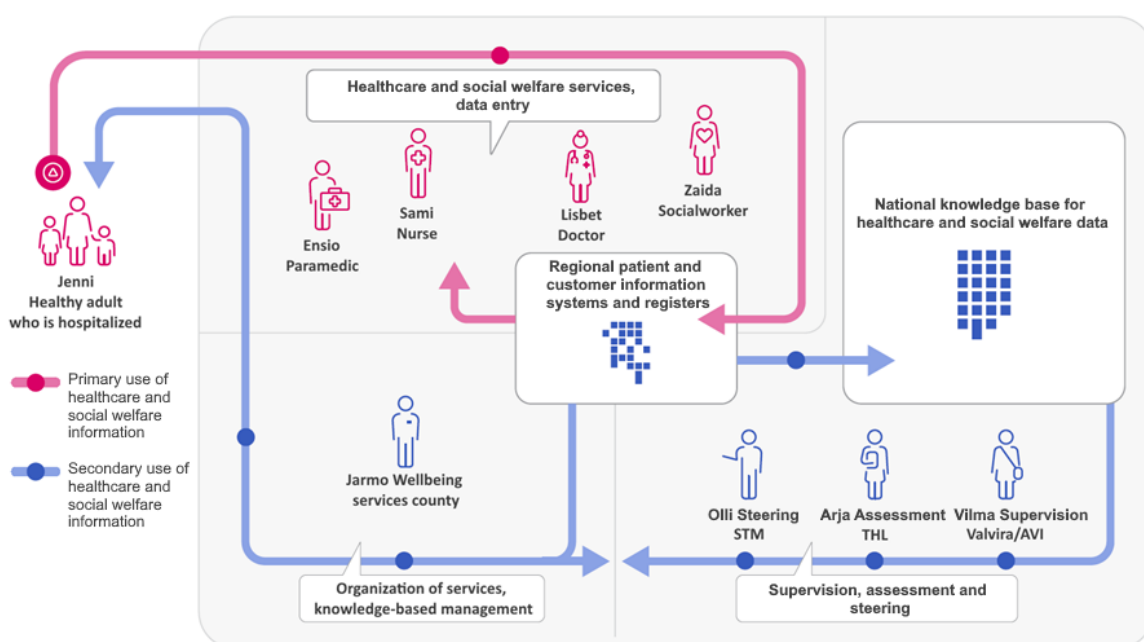 Healthcare and social welfare services,
data entry
Ensio
Paramedic
Sami
Nurse
Lisbet
Doctor
Zaida
Socialworker
Jenni
Healthy adult
who is hospitalized
Regional patient and
customer information
systems and registers
National knowledge base for
healthcare and social welfare data
Primary use of
healthcare and
social welfare
information
Secondary use of
healthcare and
social welfare
information
Jarmo Wellbeing
services county
Olli Steering
STM
Arja Assessment
THL
Vilma Supervision
Valvira/AVI
Organization of services,
knowledge-based management
Supervision, assessment and
steering